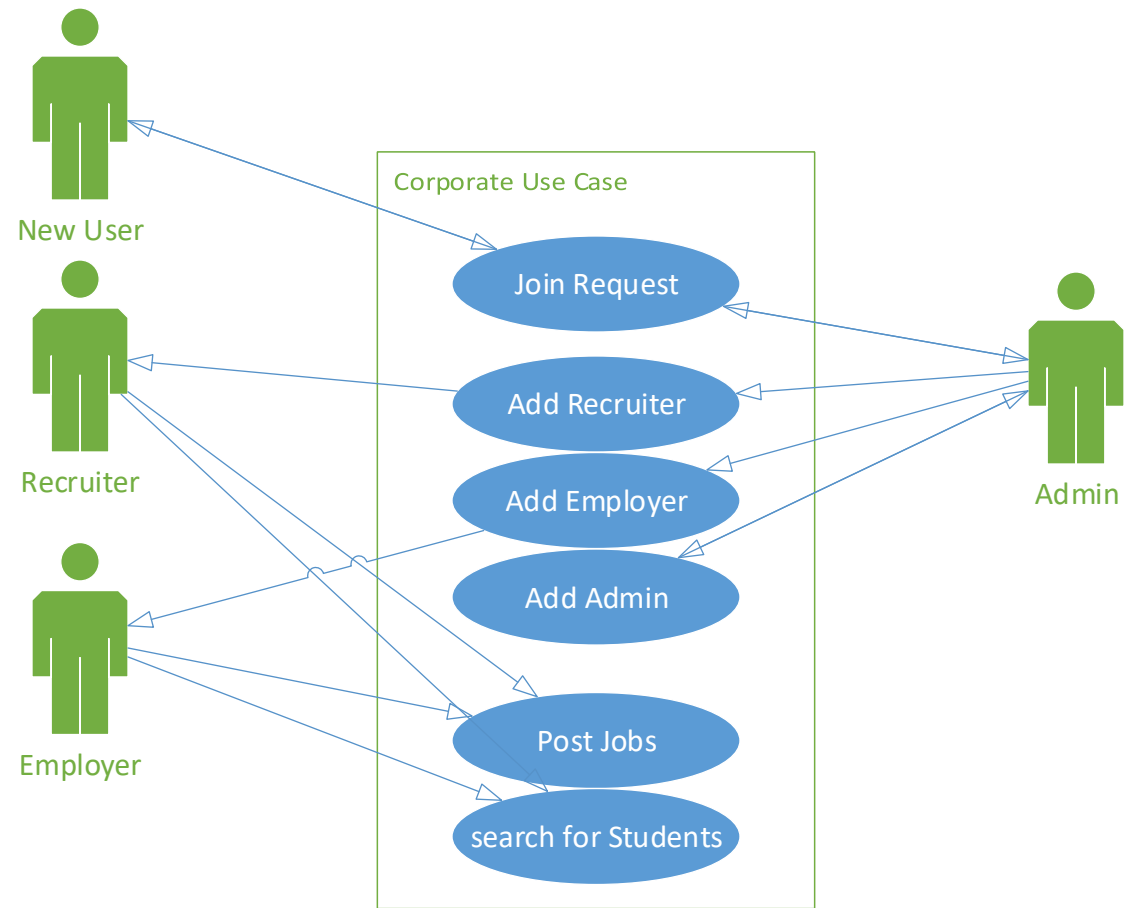 New User
Corporate Use Case
Join Request
Recruiter
Add Recruiter
Add Employer
Admin
Add Admin
Employer
Post Jobs
search for Students